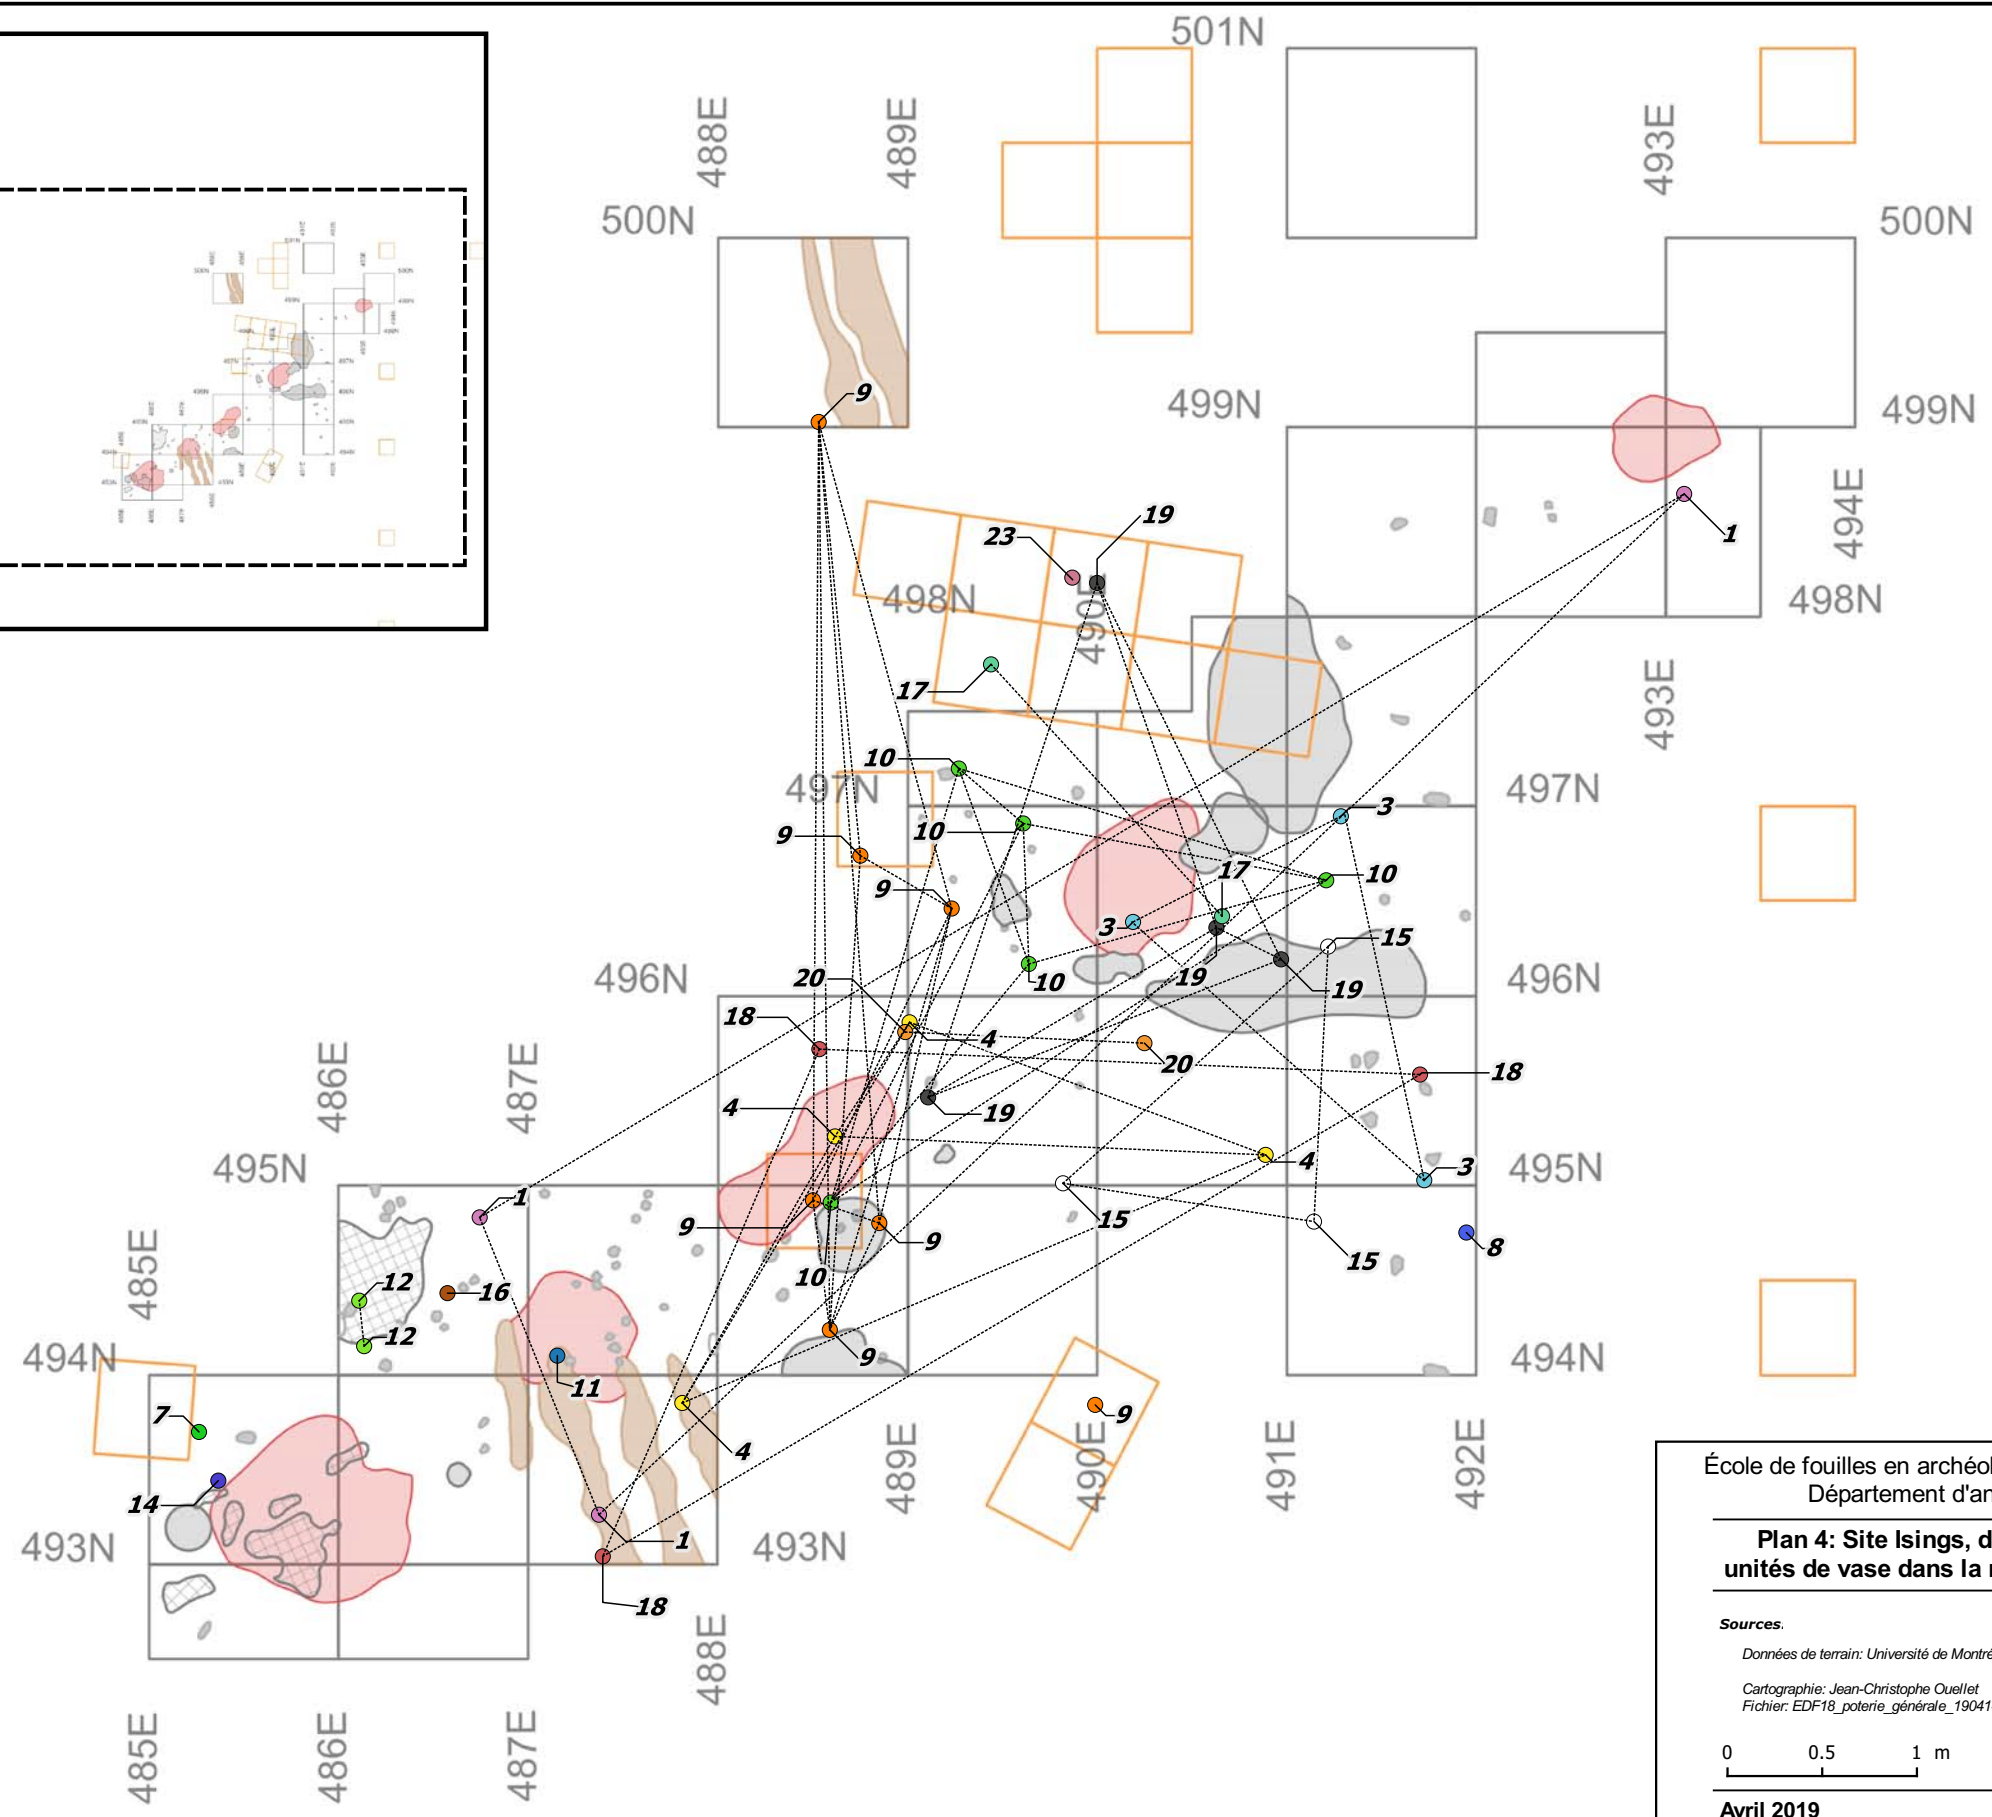 501N
488E
489E
493E
500N
500N
9
499N
499N
494E
19
23
1
498N
490E
498N
17
493E
10
497N
497N
3
9
10
17
10
9
3
15
20
19
10
19
496N
496N
18
4
20
18
486E
487E
4
19
4
495N
495N
3
1
15
9
9
15
8
485E
10
12
16
12
9
494N
494N
11
9
7
4
489E
490E
491E
492E
14
1
493N
493N
18
488E
485E
486E
487E
École de fouilles en archéol
Département d'an
Plan 4: Site Isings, d
unités de vase dans la
Sources:
Données de terrain: Université de Montré
Cartographie: Jean-Christophe Ouellet
Fichier: EDF18_poterie_générale_19041
0 0.5 1 m
Avril 2019